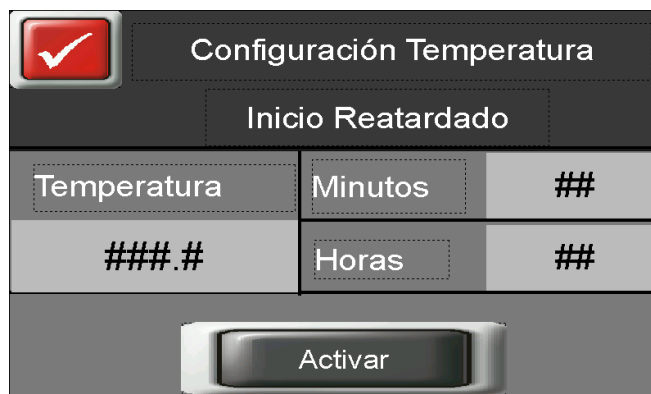 Configuración Temperatura
Inicio Reatardado
Temperatura
###.#
Minutos
##
Horas
##
Activar